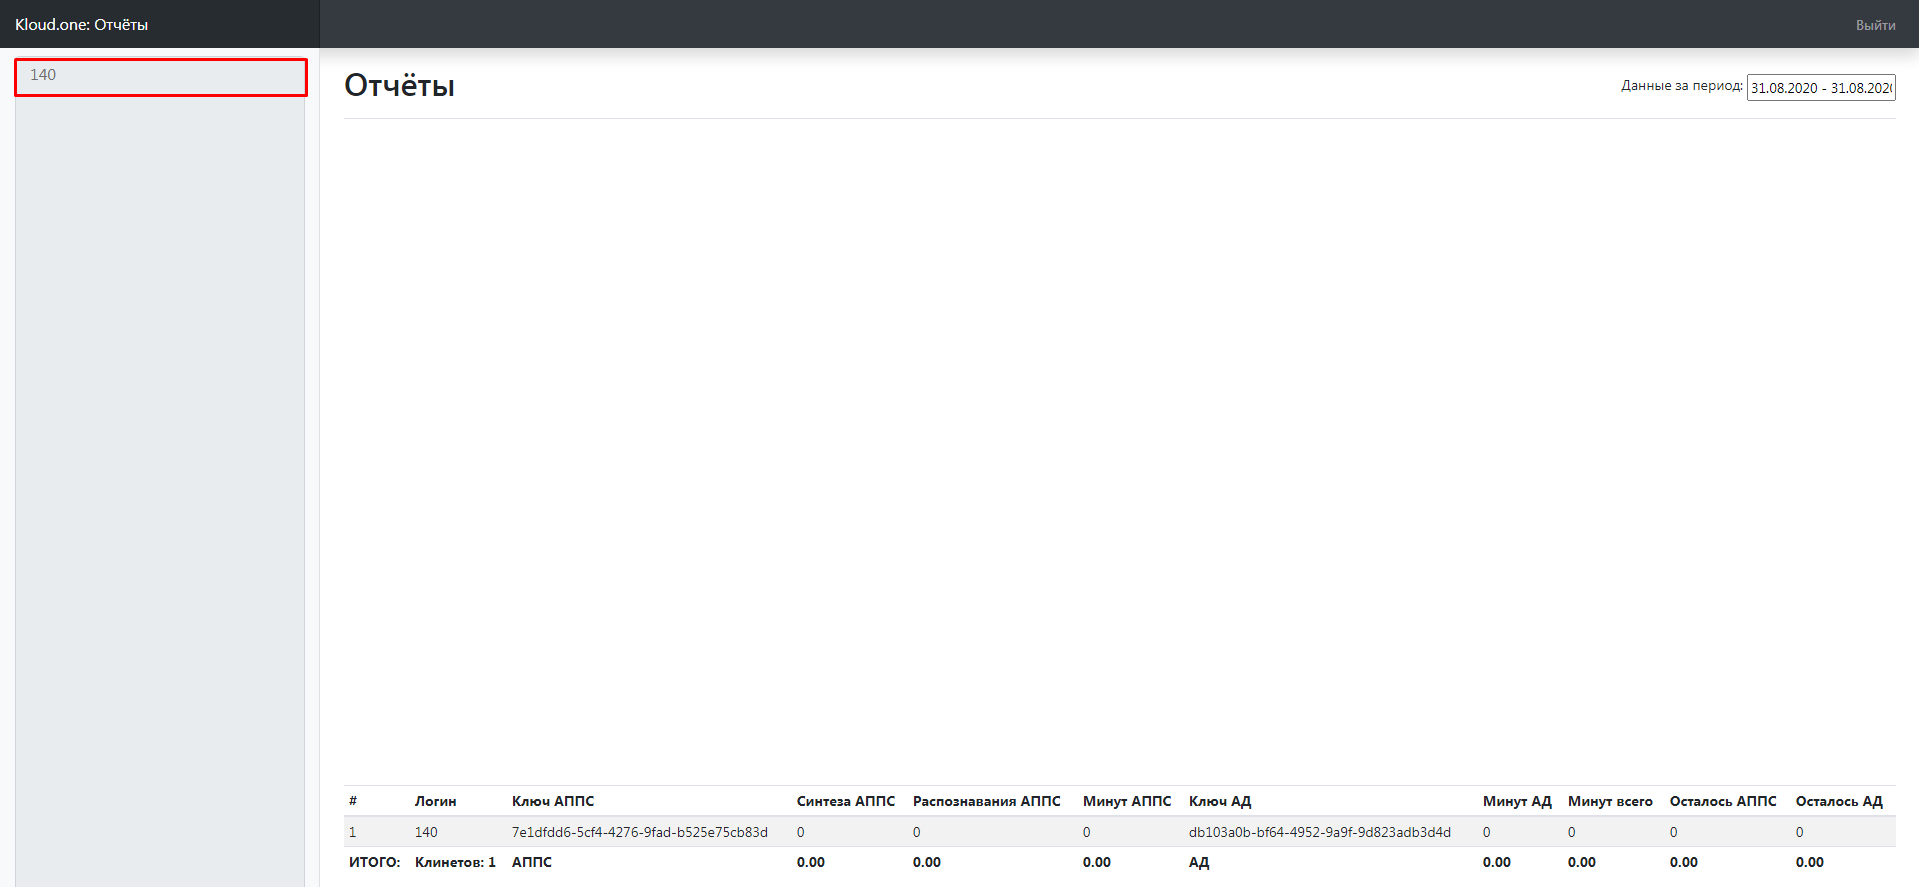 Kloud.one: Отчёты
Выйти
140
Отчёты
Данные за период: 31.08.2020 - 31.08.202
# Логин Ключ АППС Синтеза АППС Распознавания АППС Минут АППС Ключ АД Минут АД Минут всего Осталось АППС Осталось АД
1 140 7e1dfdd6-5cf4-4276-9fad-b525e75cb83d 0 0 0 db103a0b-bf64-4952-9a9f-9d823adb3d4d 0 0 0 0
ИТОГО: Клинетов: 1 АППС 0.00 0.00 0.00 АД 0.00 0.00 0.00 0.00